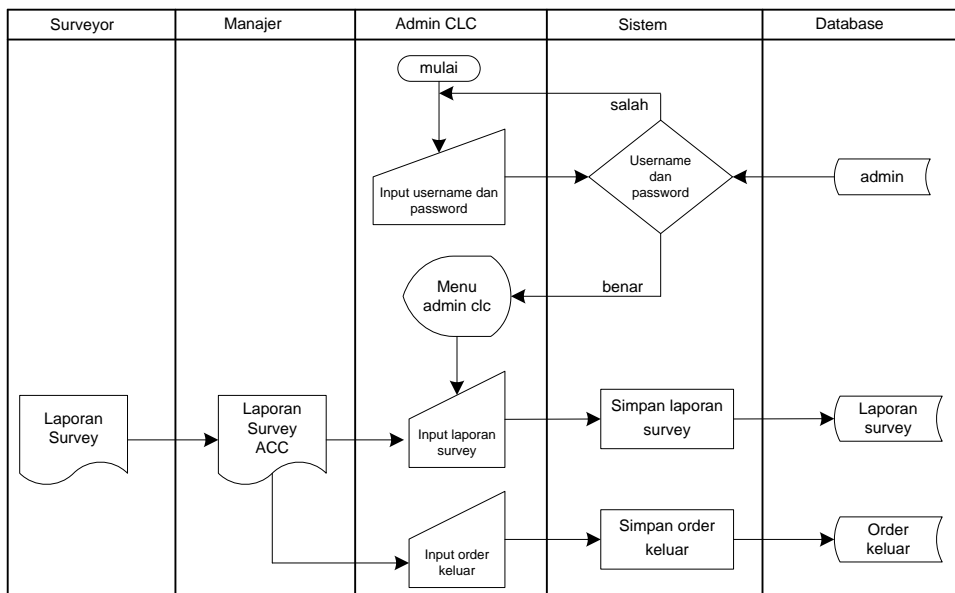 Surveyor
Manajer
Admin CLC
Sistem
Database
mulai
salah
Input username dan
password
Username
dan
password
admin
Menu
admin clc
benar
Laporan
Survey
Laporan
Survey
ACC
Input laporan
survey
Simpan laporan
survey
Laporan
survey
Input order
keluar
Simpan order
keluar
Order
keluar